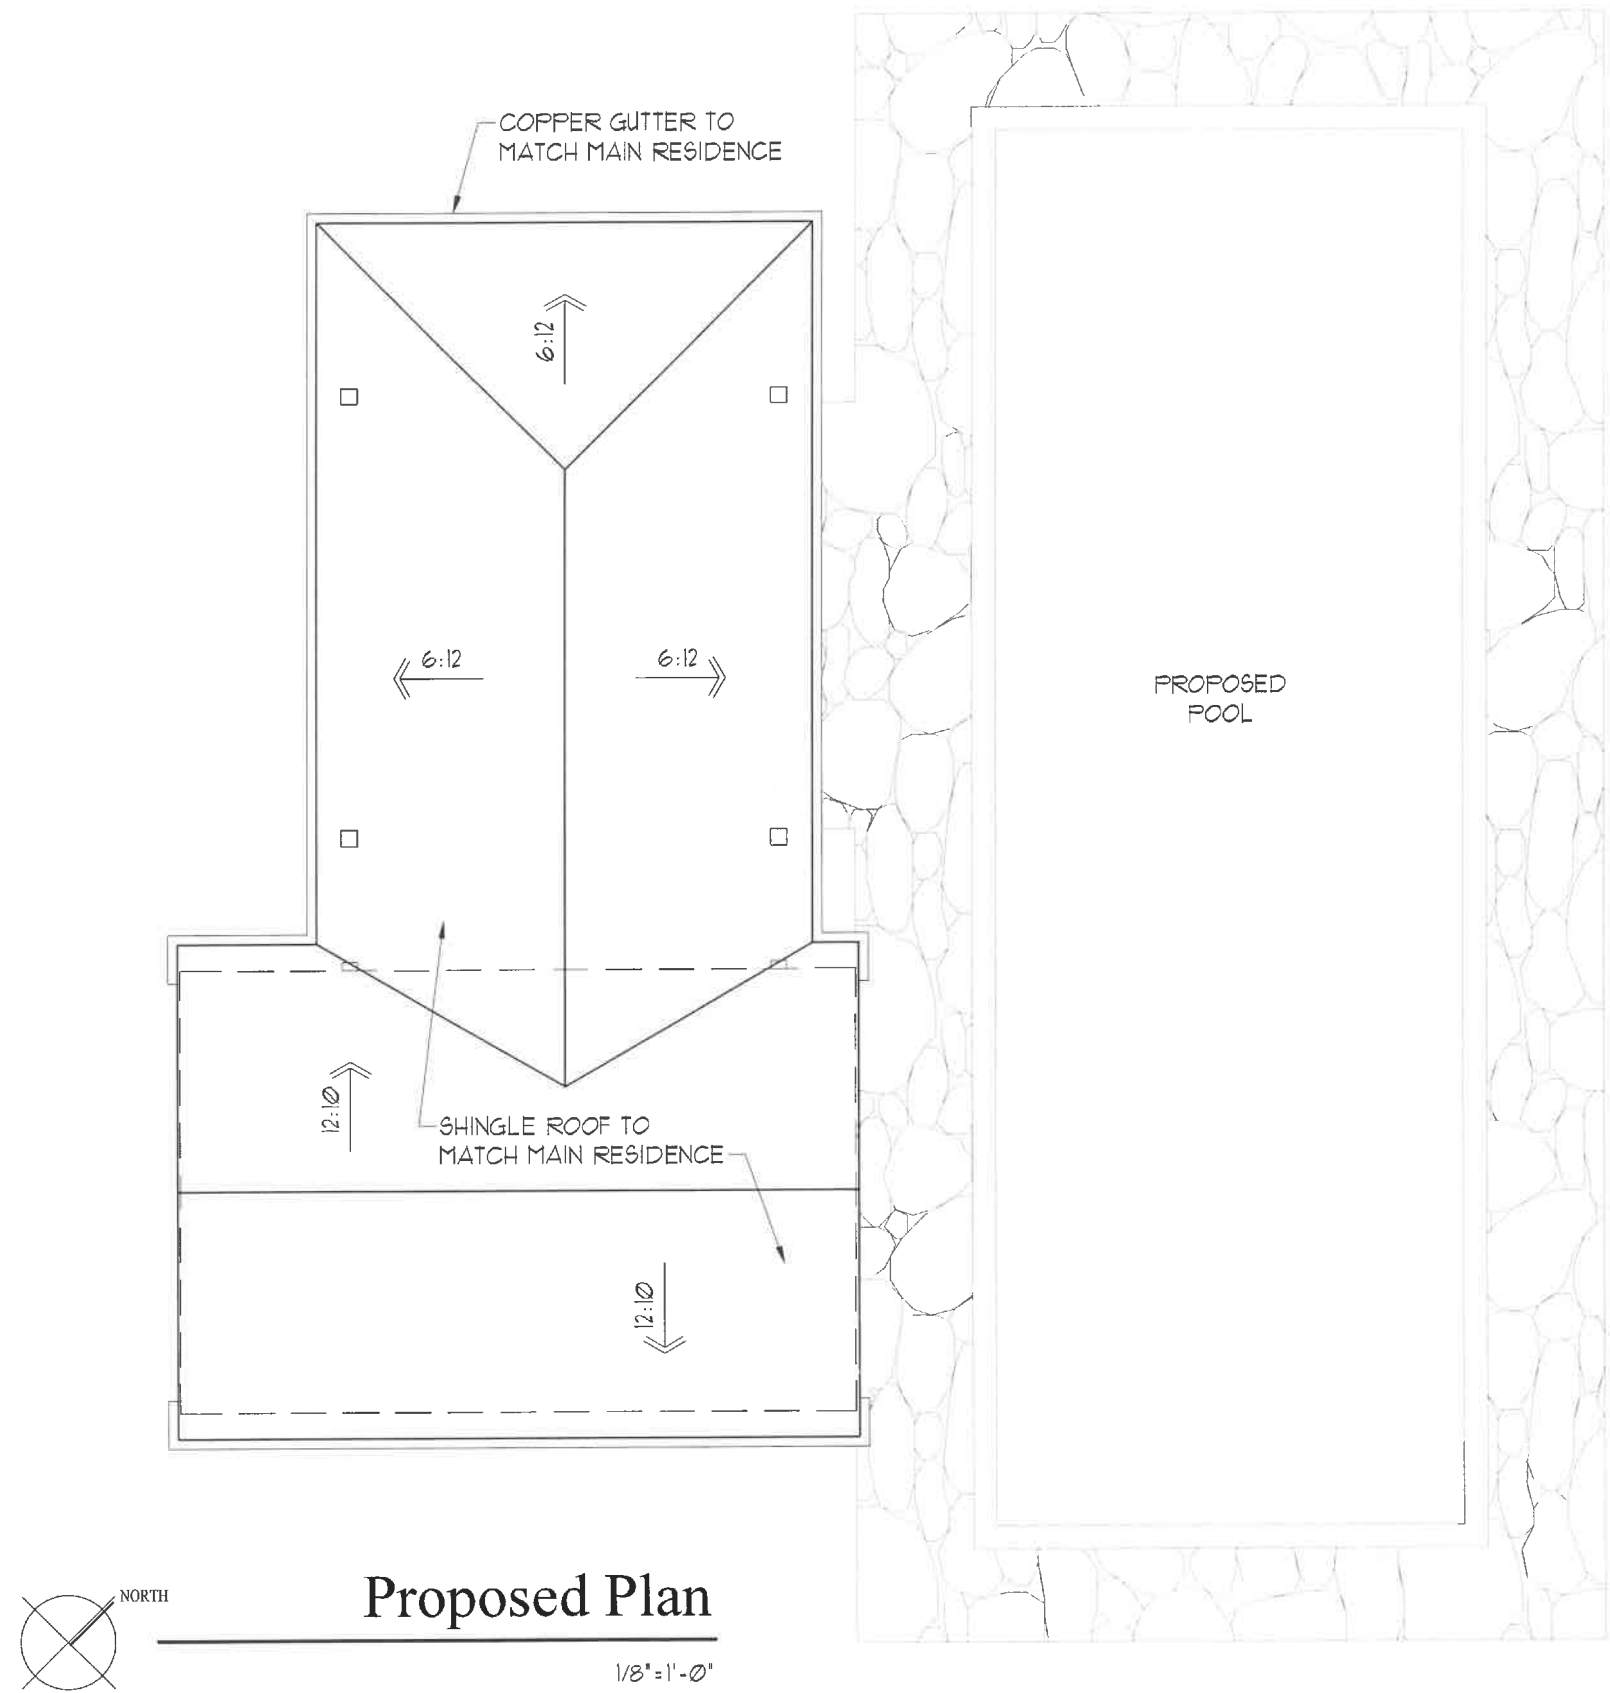 COPPER GUTTER TO
MATCH MAIN RESIDENCE
6:12
6:12
6:12
PROPOSED
POOL
12:10
SHINGLE ROOF TO
MATCH MAIN RESIDENCE
12:10
NORTH
Proposed Plan
1/8"=1'-0"